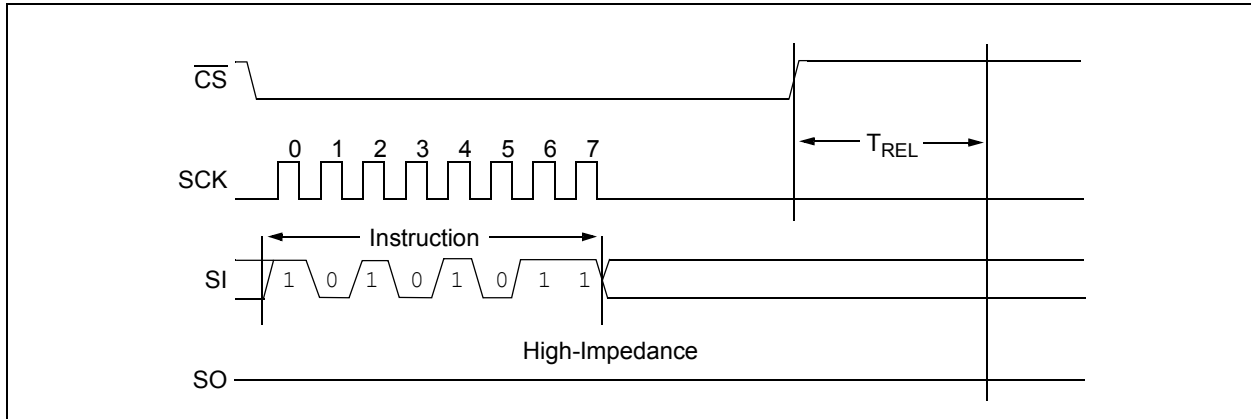 CS
T_REL
0 1 2 3 4 5 6 7
SCK
Instruction
SI
1 0 1 0 1 0 1 1
High-Impedance
SO